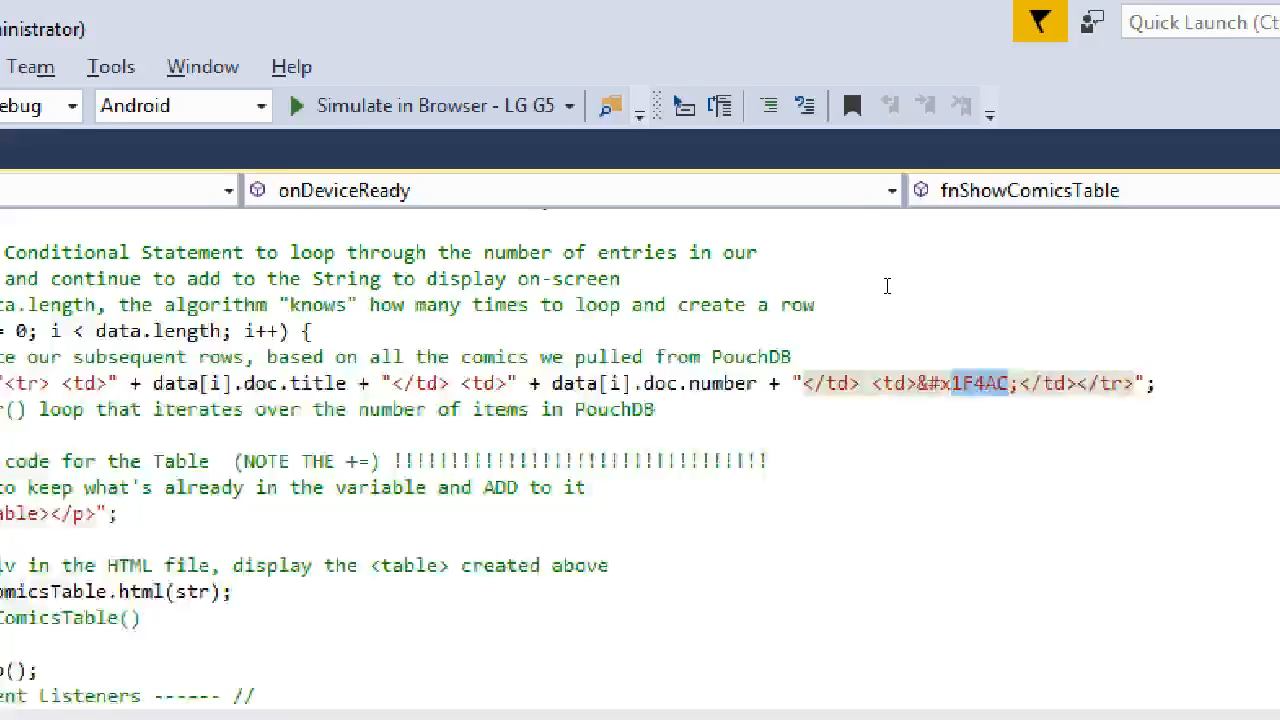 ministrator)
Quick Launch (Ct
Team Tools Window Help
ebug Android Simulate in Browser - LG G5
onDeviceReady fnShowComicsTable
Conditional Statement to loop through the number of entries in our
and continue to add to the String to display on-screen
ta.length, the algorithm "knows" how many times to loop and create a row
= 0; i < data.length; i++) {
te our subsequent rows, based on all the comics we pulled from PouchDB
"<tr> <td>" + data[i].doc.title + "</td> <td>" + data[i].doc.number + "</td> <td>&#x1F4AC;</td></tr>";
r() loop that iterates over the number of items in PouchDB
code for the Table  (NOTE THE +=) !!!!!!!!!!!!!!!!!!!!!!!!!!!!!!!!!
to keep what's already in the variable and ADD to it
able></p>";
iv in the HTML file, display the <table> created above
omicsTable.html(str);
ComicsTable()
p();
ent Listeners ------ //